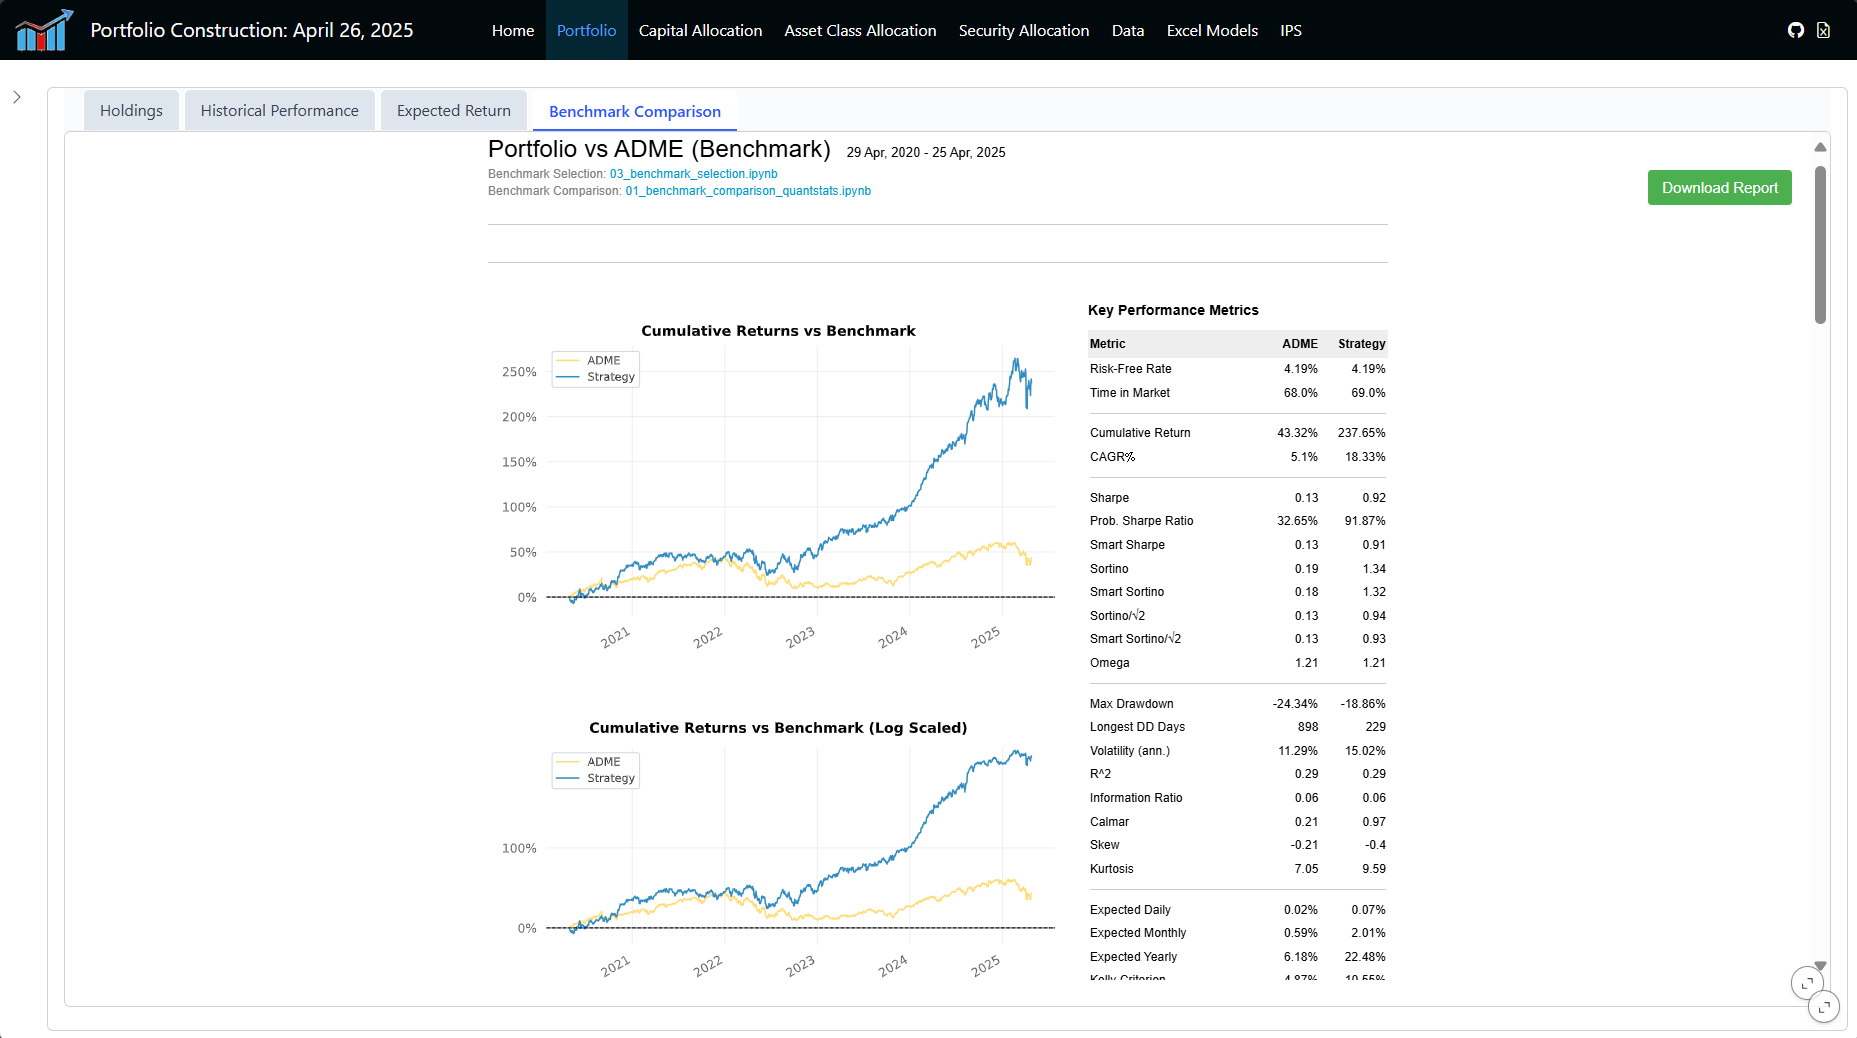 Portfolio Construction: April 26, 2025
Home Portfolio Capital Allocation Asset Class Allocation Security Allocation Data Excel Models IPS
Holdings Historical Performance Expected Return Benchmark Comparison
Portfolio vs ADME (Benchmark) 29 Apr, 2020 - 25 Apr, 2025
Benchmark Selection: 03_benchmark_selection.ipynb
Benchmark Comparison: 01_benchmark_comparison_quantstats.ipynb
Download Report
Cumulative Returns vs Benchmark
ADME
Strategy
250%
200%
150%
100%
50%
0%
2021 2022 2023 2024 2025
Cumulative Returns vs Benchmark (Log Scaled)
ADME
Strategy
100%
0%
2021 2022 2023 2024 2025
Key Performance Metrics
Metric ADME Strategy
Risk-Free Rate 4.19% 4.19%
Time in Market 68.0% 69.0%
Cumulative Return 43.32% 237.65%
CAGR% 5.1% 18.33%
Sharpe 0.13 0.92
Prob. Sharpe Ratio 32.65% 91.87%
Smart Sharpe 0.13 0.91
Sortino 0.19 1.34
Smart Sortino 0.18 1.32
Sortino/√2 0.13 0.94
Smart Sortino/√2 0.13 0.93
Omega 1.21 1.21
Max Drawdown -24.34% -18.86%
Longest DD Days 898 229
Volatility (ann.) 11.29% 15.02%
R^2 0.29 0.29
Information Ratio 0.06 0.06
Calmar 0.21 0.97
Skew -0.21 -0.4
Kurtosis 7.05 9.59
Expected Daily 0.02% 0.07%
Expected Monthly 0.59% 2.01%
Expected Yearly 6.18% 22.48%
Kelly Criterion 4.87% 10.55%